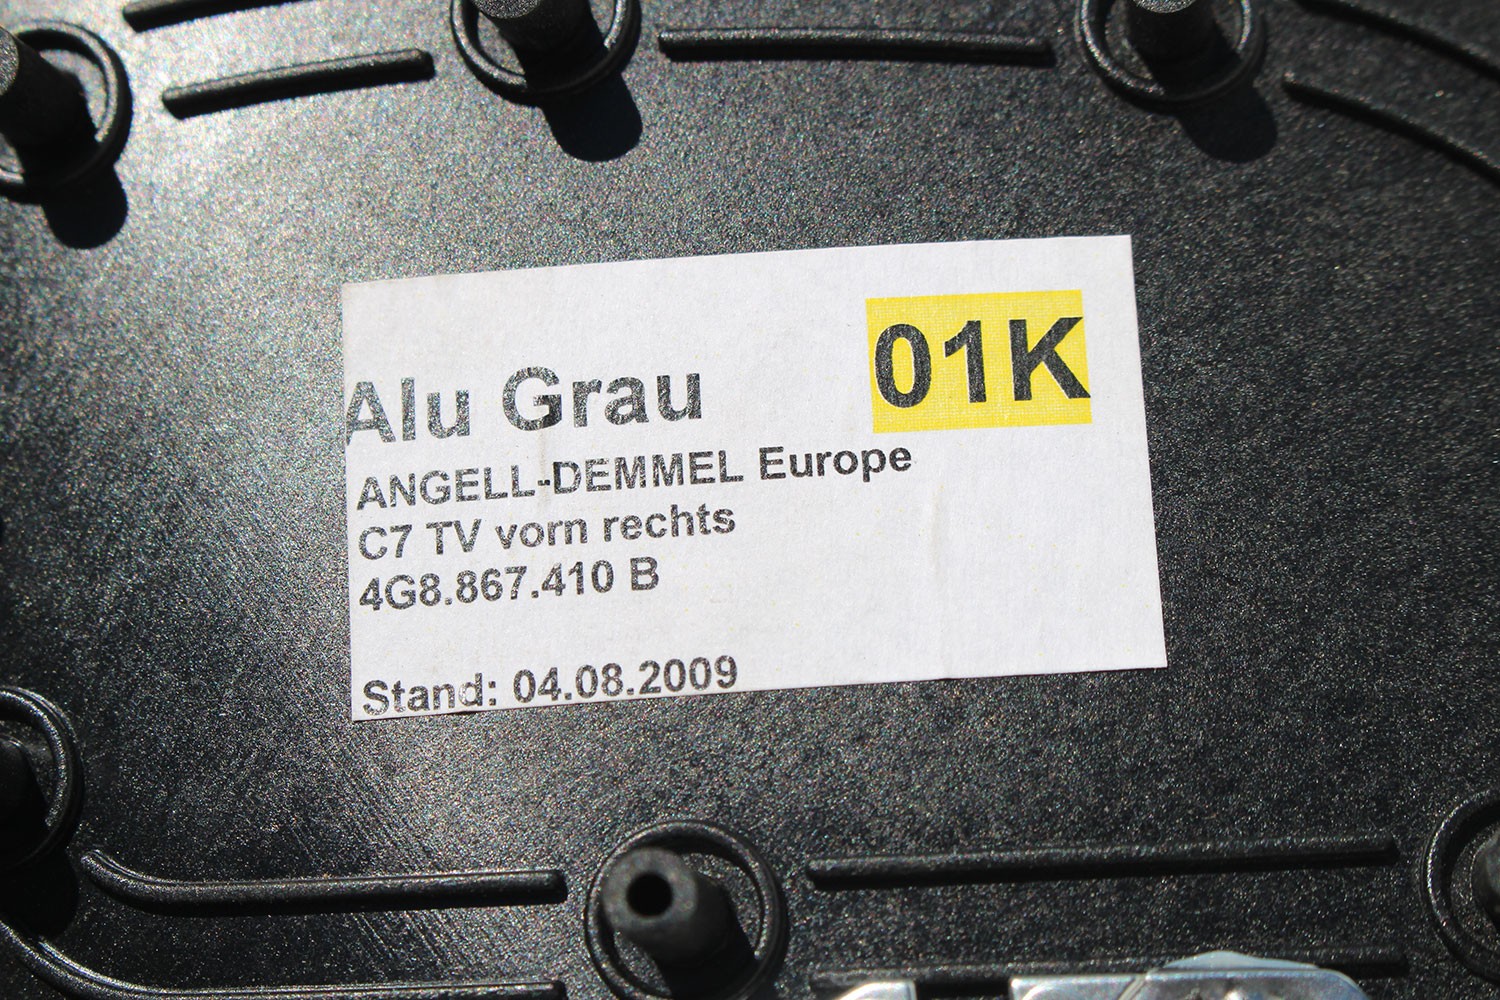 01K
Alu Grau
ANGELL-DEMMEL Europe
C7 TV vorn rechts
4G8.867.410 B
Stand: 04.08.2009